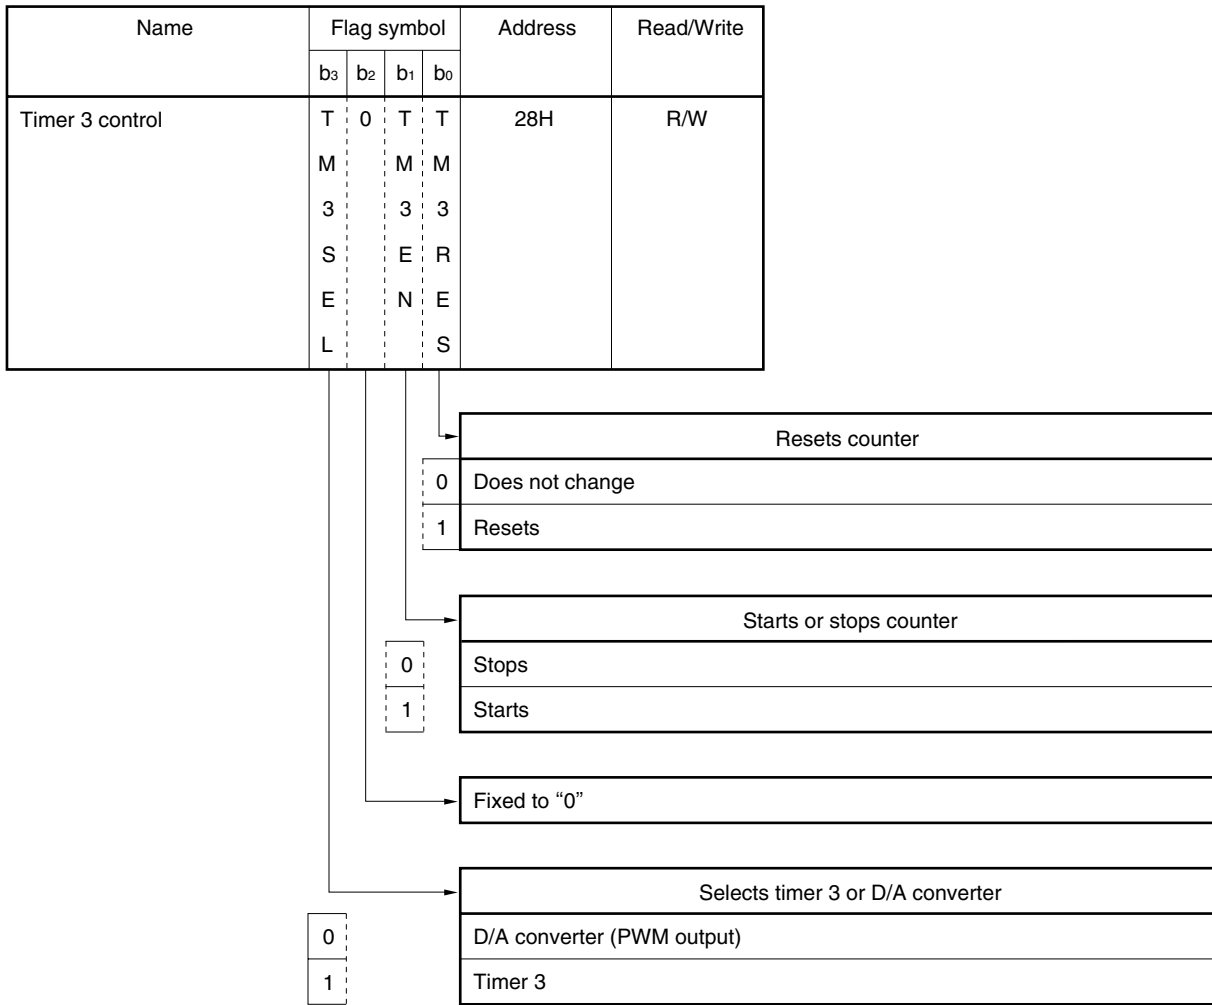 Name Flag symbol Address Read/Write
b3 b2 b1 b0
Timer 3 control T 0 T T 28H R/W
M M M
3 3 3
S E R
E N E
L S
Resets counter
0 Does not change
1 Resets
Starts or stops counter
0 Stops
1 Starts
Fixed to “0”
Selects timer 3 or D/A converter
0 D/A converter (PWM output)
1 Timer 3